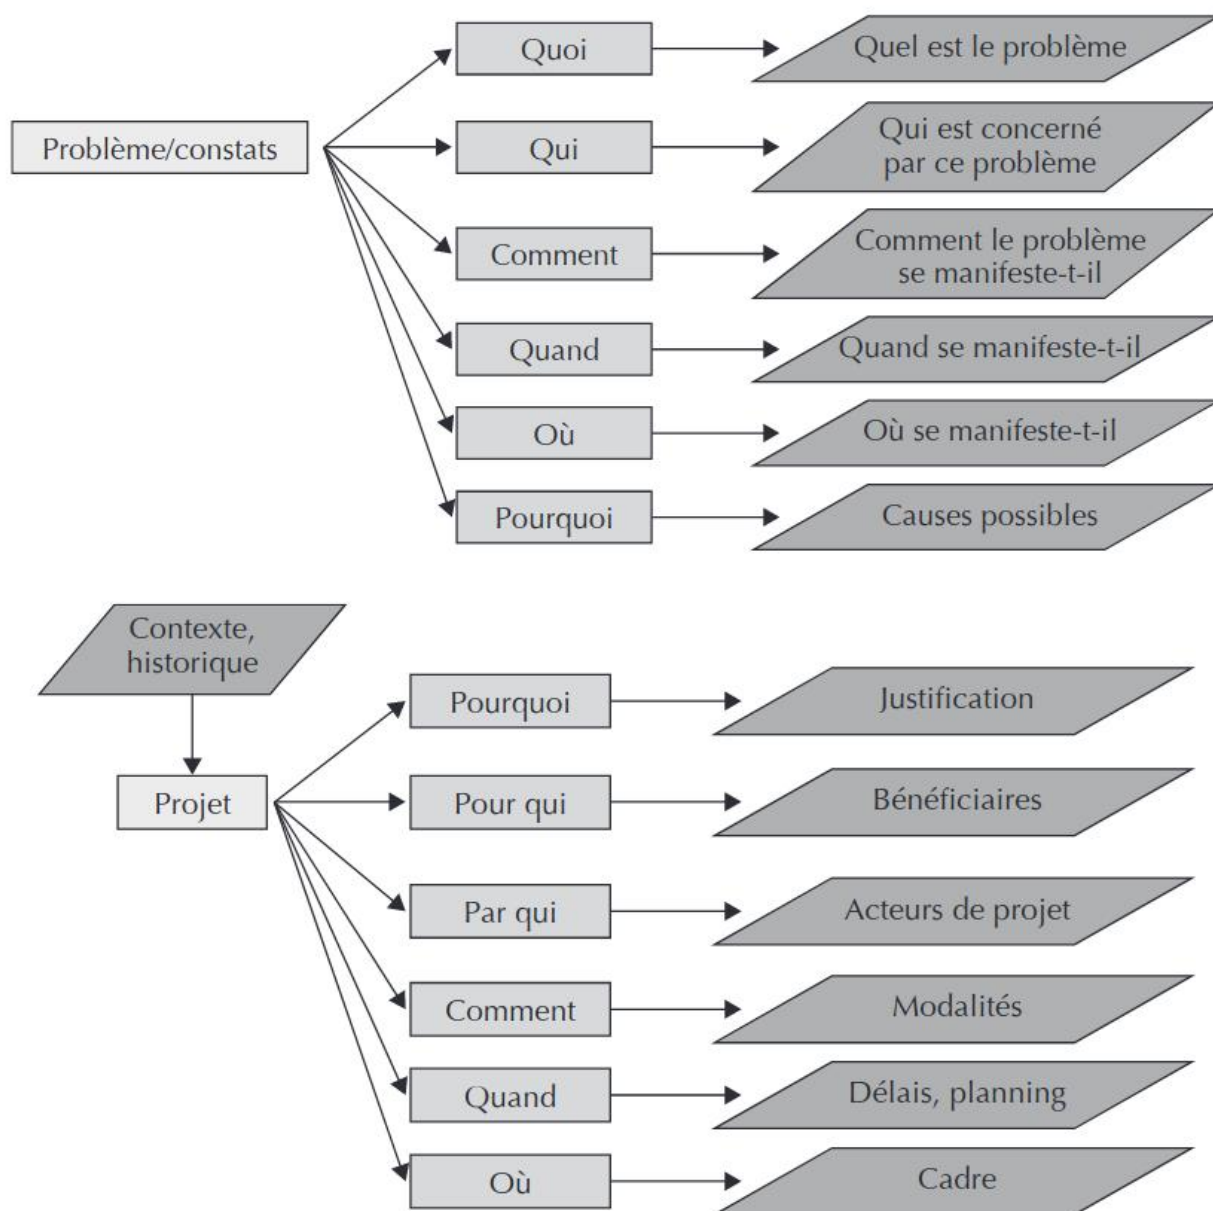 Quoi
Quel est le problème
Problème/constats
Qui
Qui est concerné
par ce problème
Comment
Comment le problème
se manifeste-t-il
Quand
Quand se manifeste-t-il
Où
Où se manifeste-t-il
Pourquoi
Causes possibles
Contexte,
historique
Pourquoi
Justification
Projet
Pour qui
Bénéficiaires
Par qui
Acteurs de projet
Comment
Modalités
Quand
Délais, planning
Où
Cadre